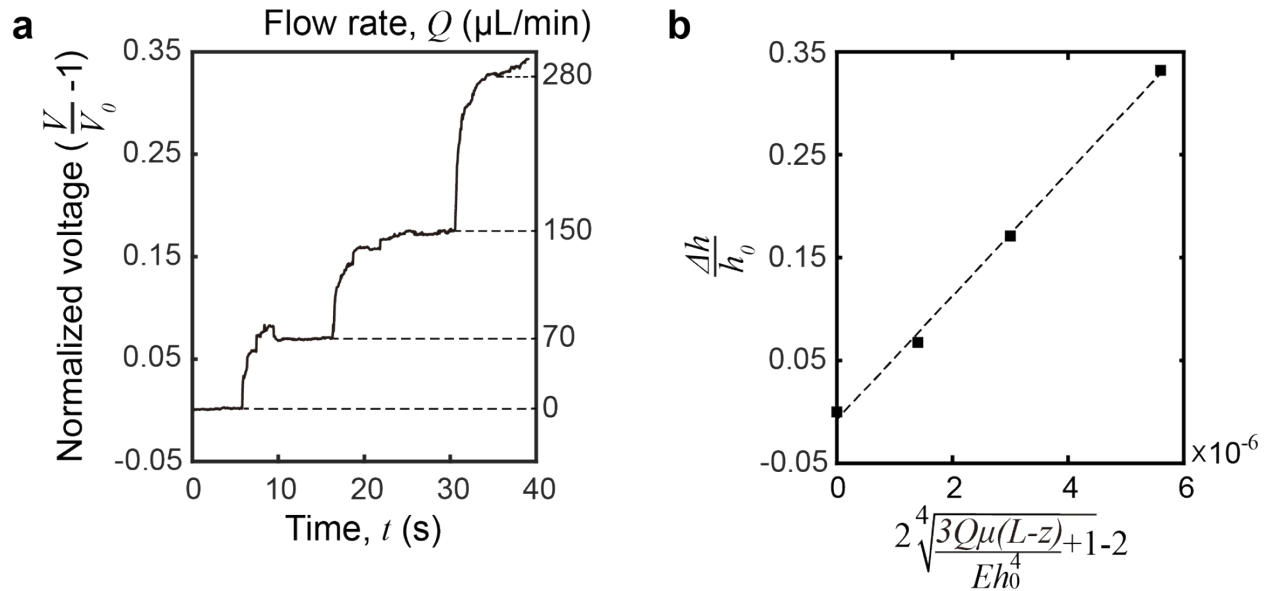 a
Flow rate, Q (μL/min)
Normalized voltage (V/V₀ -1)
0.35
0.25
0.15
0.05
-0.05
280
150
70
0
0 10 20 30 40
Time, t (s)
b
Δh/h₀
0.35
0.25
0.15
0.05
-0.05
0 2 4 6
×10⁻⁶
2∜(3Qμ(L-z)/Eh₀⁴+1)-2